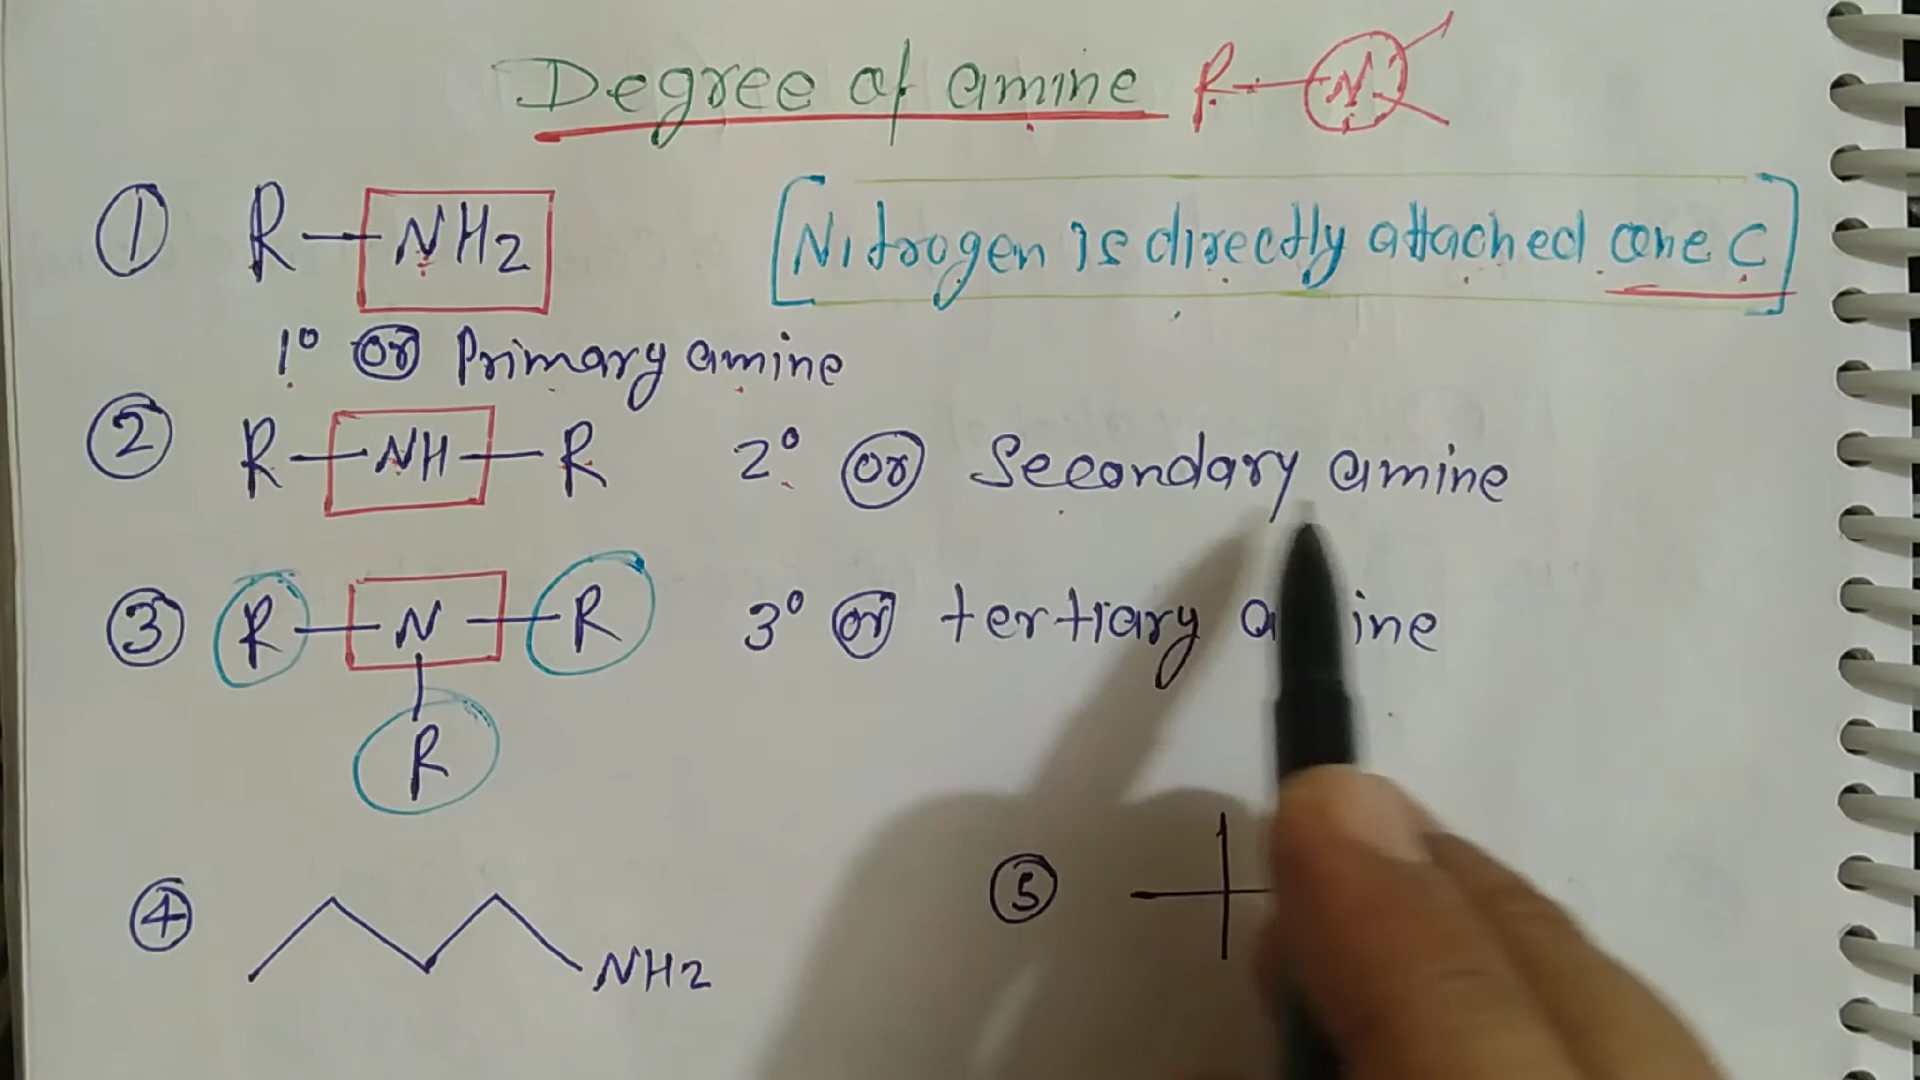 Degree of amine R-N
① R-NH2 [Nitrogen is directly attached one C]
1° or Primary amine
② R-NH-R 2° or Secondary amine
③ R-N-R 3° or tertiary a ine
R
④ NH2 ⑤